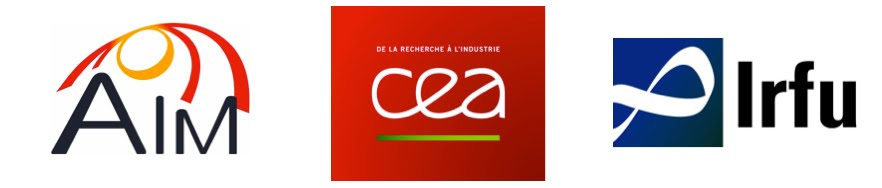 AIM
DE LA RECHERCHE À L'INDUSTRIE
cea
Irfu